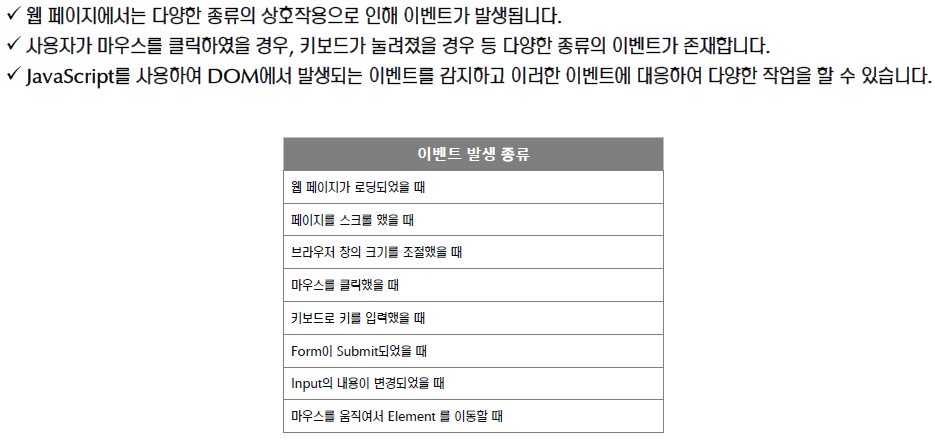 ✓ 웹 페이지에서는 다양한 종류의 상호작용으로 인해 이벤트가 발생됩니다.
✓ 사용자가 마우스를 클릭하였을 경우, 키보드가 눌려졌을 경우 등 다양한 종류의 이벤트가 존재합니다.
✓ JavaScript를 사용하여 DOM에서 발생되는 이벤트를 감지하고 이러한 이벤트에 대응하여 다양한 작업을 할 수 있습니다.
이벤트 발생 종류
웹 페이지가 로딩되었을 때
페이지를 스크롤 했을 때
브라우저 창의 크기를 조절했을 때
마우스를 클릭했을 때
키보드로 키를 입력했을 때
Form이 Submit되었을 때
Input의 내용이 변경되었을 때
마우스를 움직여서 Element 를 이동할 때